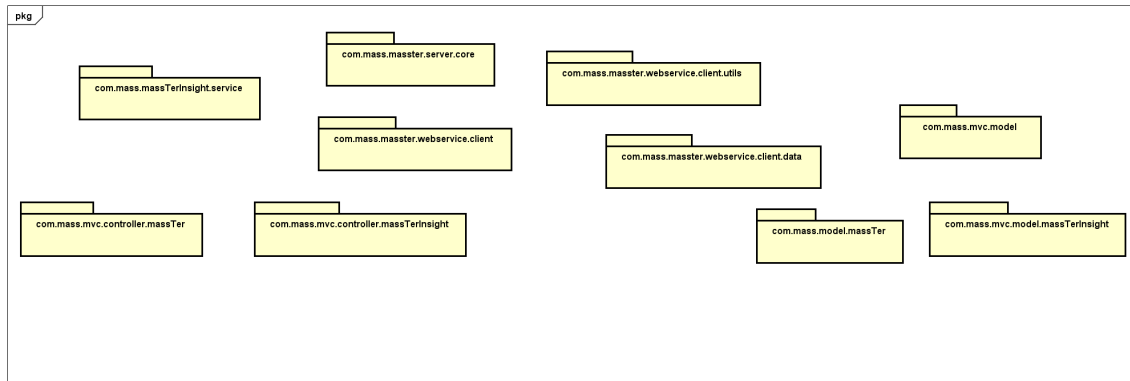 pkg
com.mass.masster.server.core
com.mass.masster.webservice.client.utils
com.mass.massTerInsight.service
com.mass.mvc.model
com.mass.masster.webservice.client
com.mass.masster.webservice.client.data
com.mass.mvc.controller.massTer
com.mass.mvc.controller.massTerInsight
com.mass.model.massTer
com.mass.mvc.model.massTerInsight